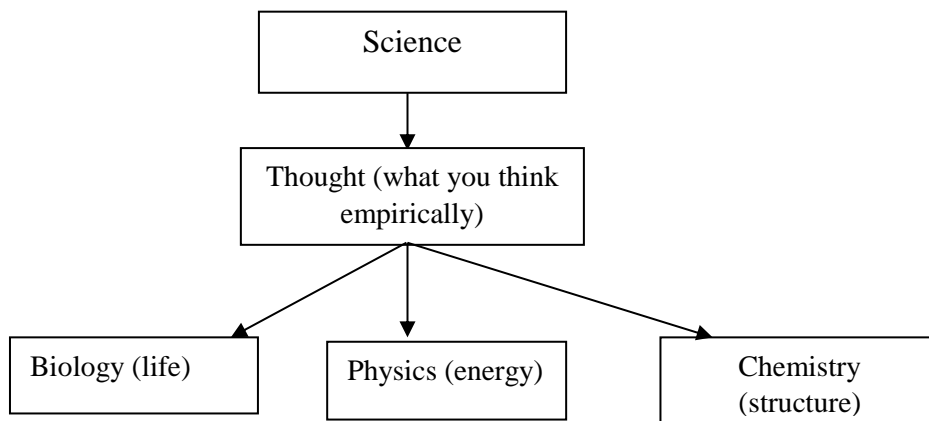 Science
Thought (what you think
empirically)
Biology (life)
Physics (energy)
Chemistry
(structure)